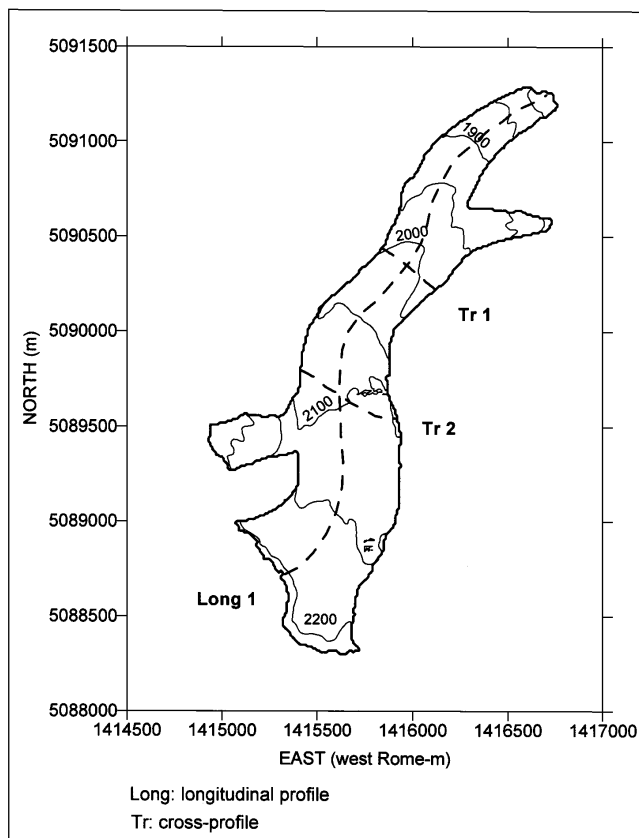 5091500
5091000
5090500
5090000
5089500
5089000
5088500
5088000
NORTH (m)
1900
2000
Tr 1
2100
Tr 2
Long 1
2200
1414500 1415000 1415500 1416000 1416500 1417000
EAST (west Rome-m)
Long: longitudinal profile
Tr: cross-profile